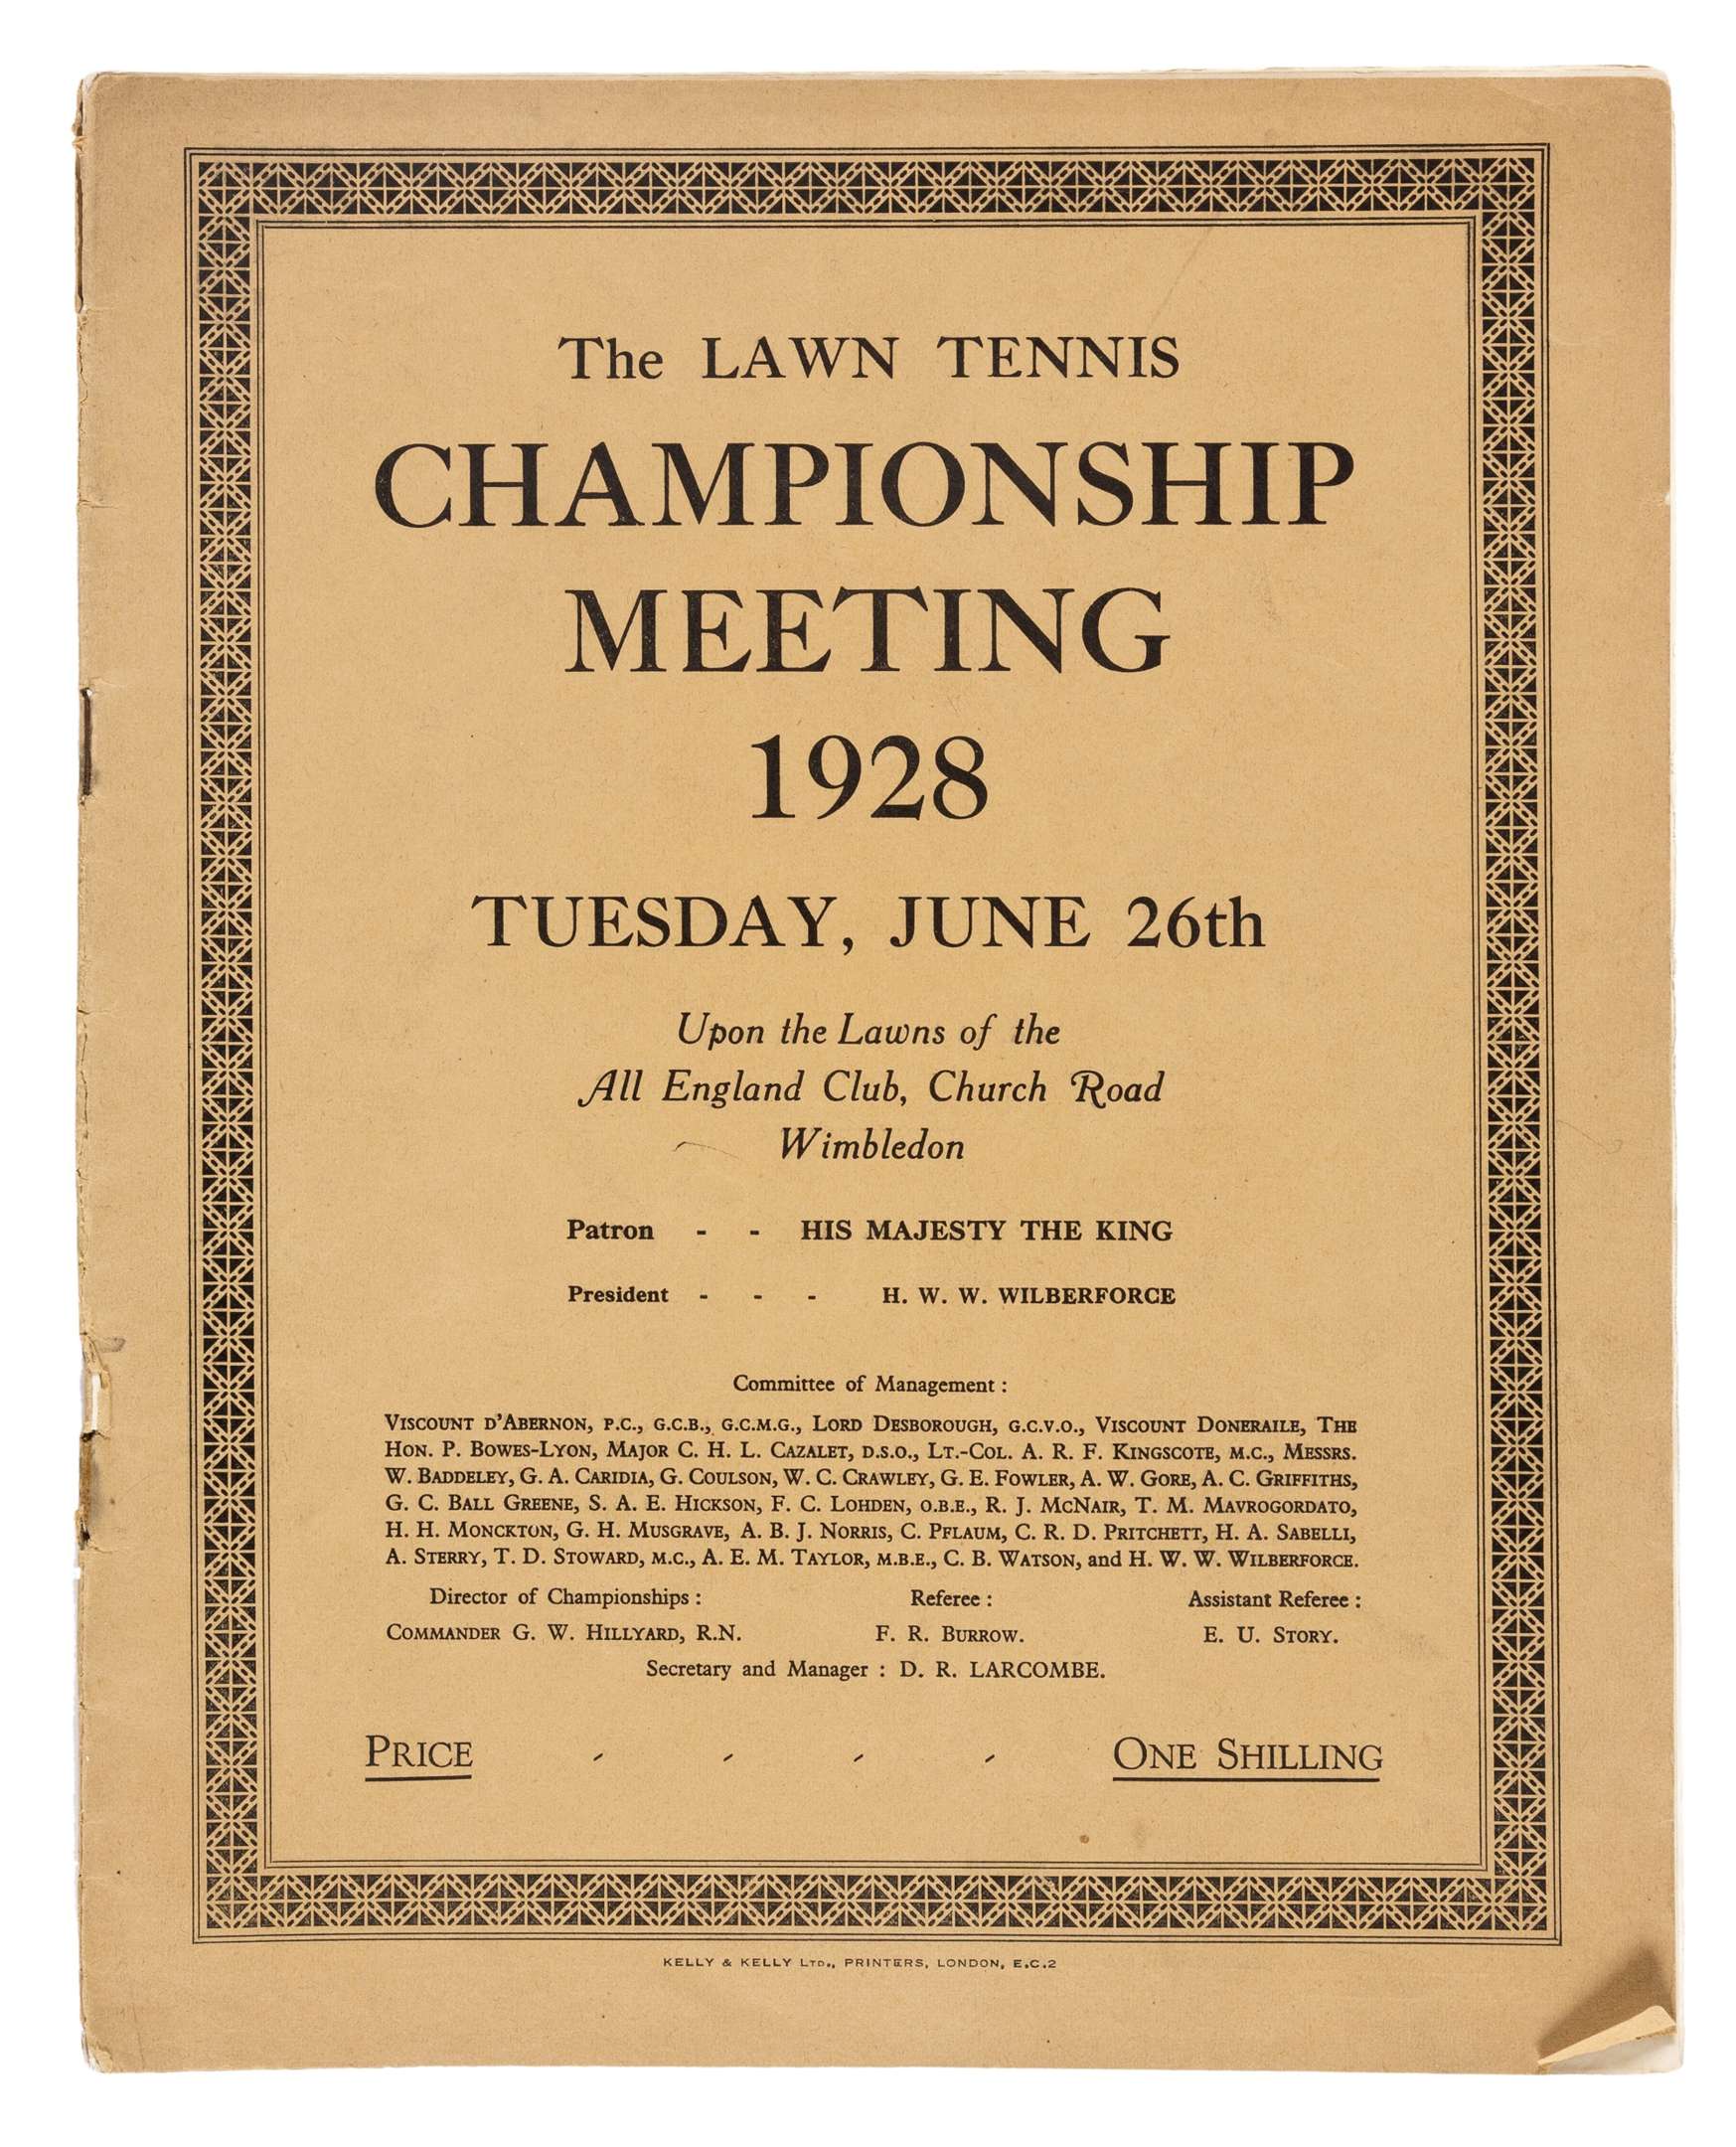 The LAWN TENNIS
CHAMPIONSHIP
MEETING
1928
TUESDAY, JUNE 26th
Upon the Lawns of the
All England Club, Church Road
Wimbledon
Patron - - HIS MAJESTY THE KING
President - - - H. W. W. WILBERFORCE
Committee of Management :
VISCOUNT D'ABERNON, P.C., G.C.B., G.C.M.G., LORD DESBOROUGH, G.C.V.O., VISCOUNT DONERAILE, THE
HON. P. BOWES-LYON, MAJOR C. H. L. CAZALET, D.S.O., LT.-COL. A. R. F. KINGSCOTE, M.C., MESSRS.
W. BADDELEY, G. A. CARIDIA, G. COULSON, W. C. CRAWLEY, G. E. FOWLER, A. W. GORE, A. C. GRIFFITHS,
G. C. BALL GREENE, S. A. E. HICKSON, F. C. LOHDEN, O.B.E., R. J. MCNAIR, T. M. MAVROGORDATO,
H. H. MONCKTON, G. H. MUSGRAVE, A. B. J. NORRIS, C. PFLAUM, C. R. D. PRITCHETT, H. A. SABELLI,
A. STERRY, T. D. STOWARD, M.C., A. E. M. TAYLOR, M.B.E., C. B. WATSON, and H. W. W. WILBERFORCE.
Director of Championships : Referee : Assistant Referee :
COMMANDER G. W. HILLYARD, R.N. F. R. BURROW. E. U. STORY.
Secretary and Manager : D. R. LARCOMBE.
PRICE - - - - ONE SHILLING
KELLY & KELLY LTD., PRINTERS, LONDON, E.C.2